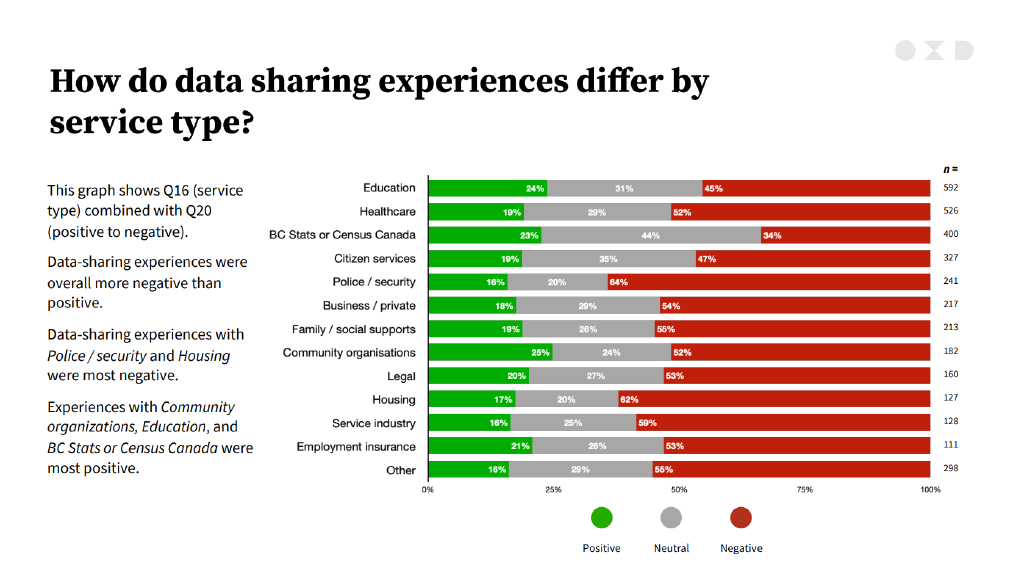 How do data sharing experiences differ by
service type?
This graph shows Q16 (service
type) combined with Q20
(positive to negative).
Data-sharing experiences were
overall more negative than
positive.
Data-sharing experiences with
Police / security and Housing
were most negative.
Experiences with Community
organizations, Education, and
BC Stats or Census Canada were
most positive.
n =
Education 24% 31% 45% 592
Healthcare 19% 29% 52% 526
BC Stats or Census Canada 23% 44% 34% 400
Citizen services 19% 35% 47% 327
Police / security 16% 20% 64% 241
Business / private 18% 29% 54% 217
Family / social supports 19% 26% 55% 213
Community organisations 25% 24% 52% 182
Legal 20% 27% 53% 160
Housing 17% 20% 62% 127
Service industry 16% 25% 59% 128
Employment insurance 21% 26% 53% 111
Other 16% 29% 55% 298
0% 25% 50% 75% 100%
Positive Neutral Negative